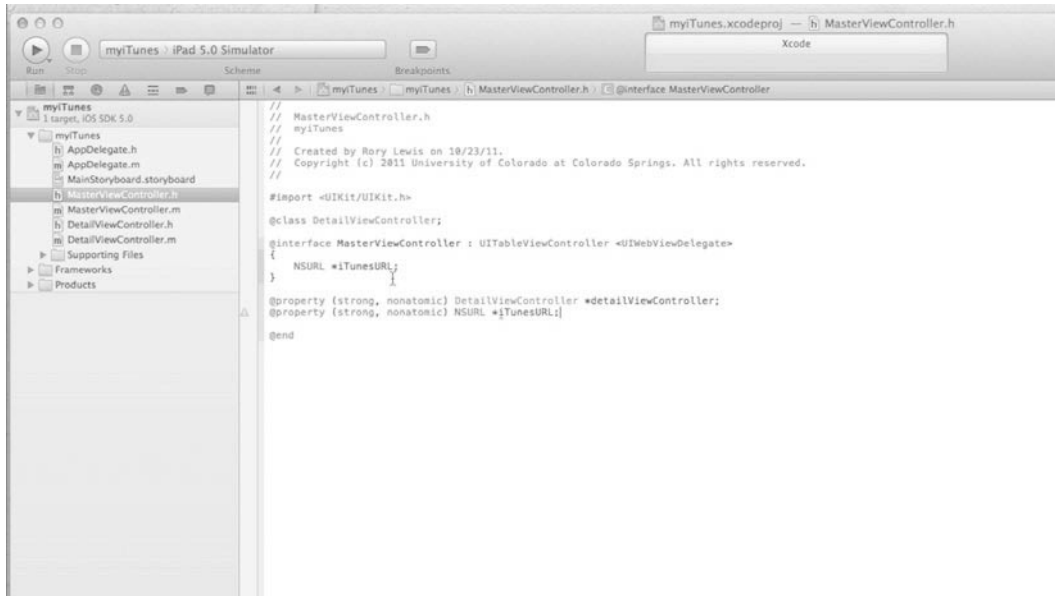 myiTunes.xcodeproj — h MasterViewController.h
myiTunes › iPad 5.0 Simulator
Xcode
Run Stop Scheme Breakpoints
myiTunes › myiTunes › h MasterViewController.h › @interface MasterViewController
myiTunes
1 target, iOS SDK 5.0
myiTunes
h AppDelegate.h
m AppDelegate.m
MainStoryboard.storyboard
h MasterViewController.h
m MasterViewController.m
h DetailViewController.h
m DetailViewController.m
Supporting Files
Frameworks
Products
//
//  MasterViewController.h
//  myiTunes
//
//  Created by Rory Lewis on 10/23/11.
//  Copyright (c) 2011 University of Colorado at Colorado Springs. All rights reserved.
//
#import <UIKit/UIKit.h>
@class DetailViewController;
@interface MasterViewController : UITableViewController <UIWebViewDelegate>
{
    NSURL *iTunesURL;
}
@property (strong, nonatomic) DetailViewController *detailViewController;
@property (strong, nonatomic) NSURL *iTunesURL;
@end